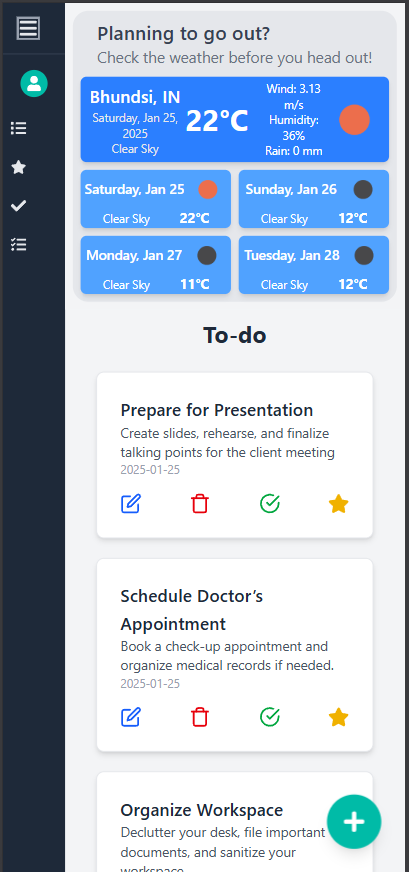 Planning to go out?
Check the weather before you head out!
Bhundsi, IN
Saturday, Jan 25,
2025
Clear Sky
22°C
Wind: 3.13
m/s
Humidity:
36%
Rain: 0 mm
Saturday, Jan 25
Clear Sky 22°C
Sunday, Jan 26
Clear Sky 12°C
Monday, Jan 27
Clear Sky 11°C
Tuesday, Jan 28
Clear Sky 12°C
To-do
Prepare for Presentation
Create slides, rehearse, and finalize
talking points for the client meeting
2025-01-25
Schedule Doctor’s
Appointment
Book a check-up appointment and
organize medical records if needed.
2025-01-25
Organize Workspace
Declutter your desk, file important
documents, and sanitize your
workspace.